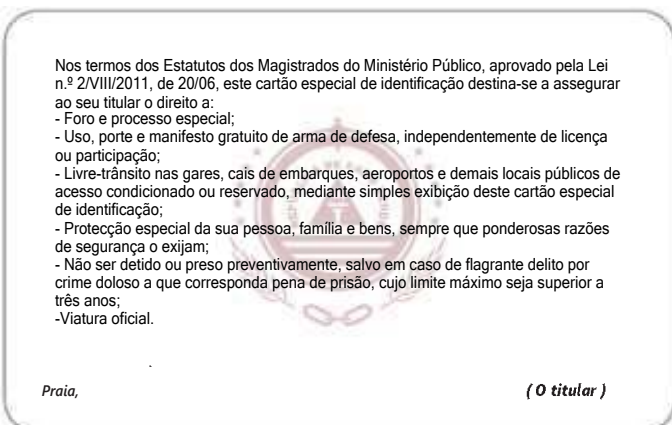 Nos termos dos Estatutos dos Magistrados do Ministério Público, aprovado pela Lei
n.º 2/VIII/2011, de 20/06, este cartão especial de identificação destina-se a assegurar
ao seu titular o direito a:
- Foro e processo especial;
- Uso, porte e manifesto gratuito de arma de defesa, independentemente de licença
ou participação;
- Livre-trânsito nas gares, cais de embarques, aeroportos e demais locais públicos de
acesso condicionado ou reservado, mediante simples exibição deste cartão especial
de identificação;
- Protecção especial da sua pessoa, família e bens, sempre que ponderosas razões
de segurança o exijam;
- Não ser detido ou preso preventivamente, salvo em caso de flagrante delito por
crime doloso a que corresponda pena de prisão, cujo limite máximo seja superior a
três anos;
-Viatura oficial.
.
Praia, ( O titular )